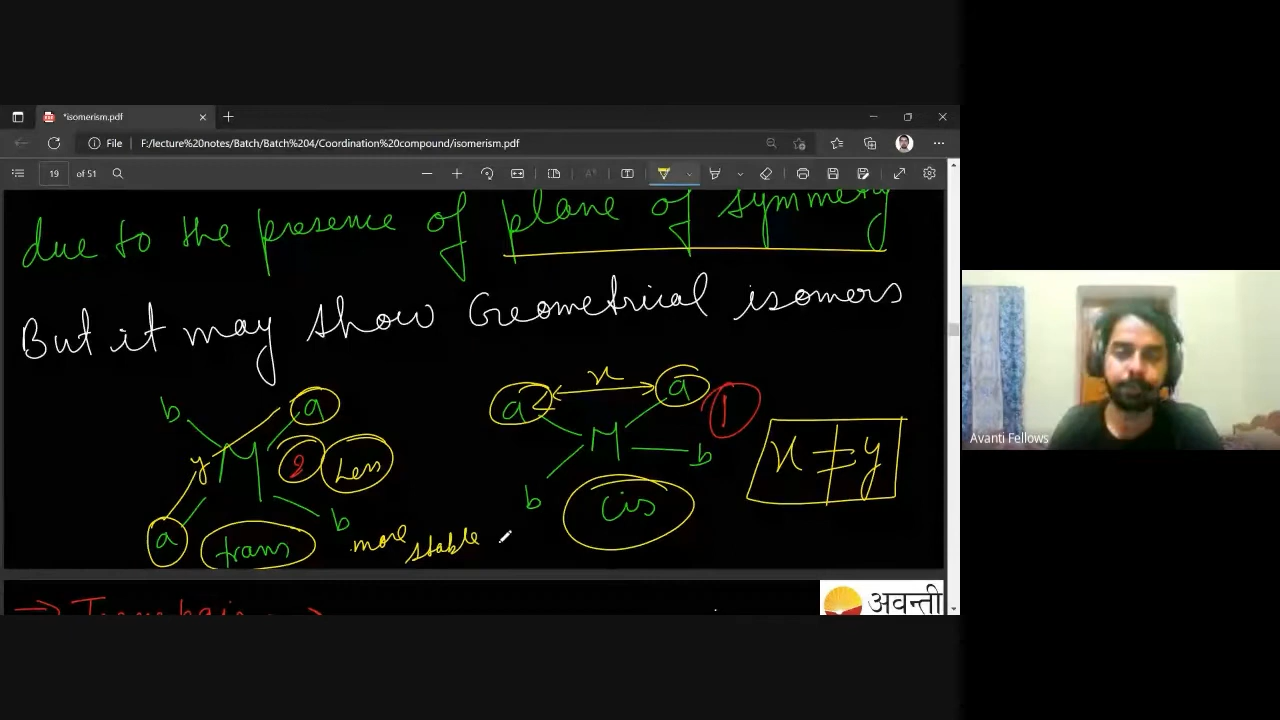 *isomerism.pdf
File F:/lecture%20notes/Batch/Batch%204/Coordination%20compound/isomerism.pdf
19 of 51
due to the presence of plane of symmetry
But it may show Geometrical isomers
b a a x a 1
M y 2 Less M b x ≠ y
a trans b b cis
more stable
Avanti Fellows
अवन्ती